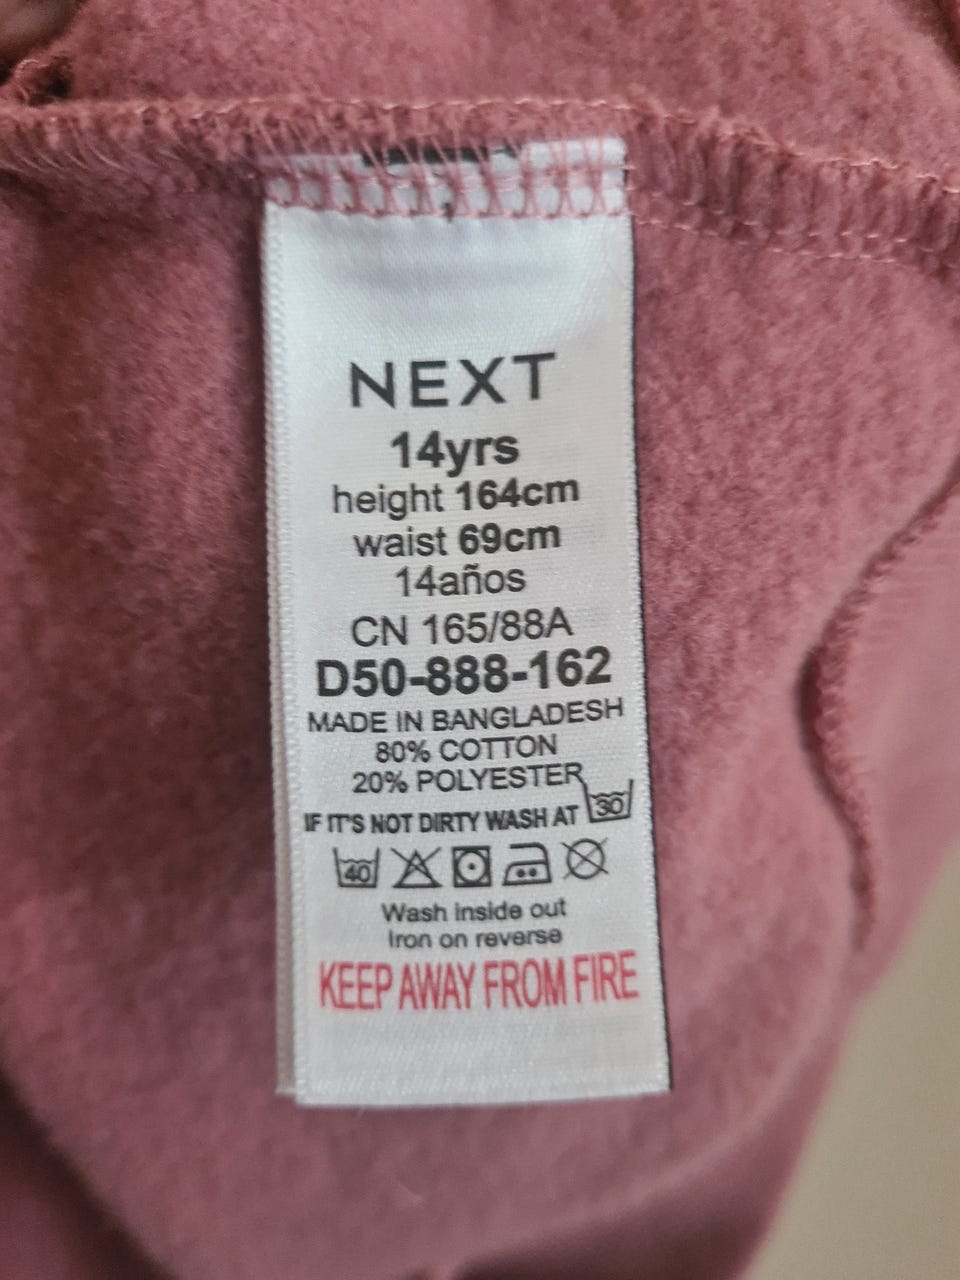 NEXT
14yrs
height 164cm
waist 69cm
14años
CN 165/88A
D50-888-162
MADE IN BANGLADESH
80% COTTON
20% POLYESTER
IF IT'S NOT DIRTY WASH AT 30
40
Wash inside out
Iron on reverse
KEEP AWAY FROM FIRE